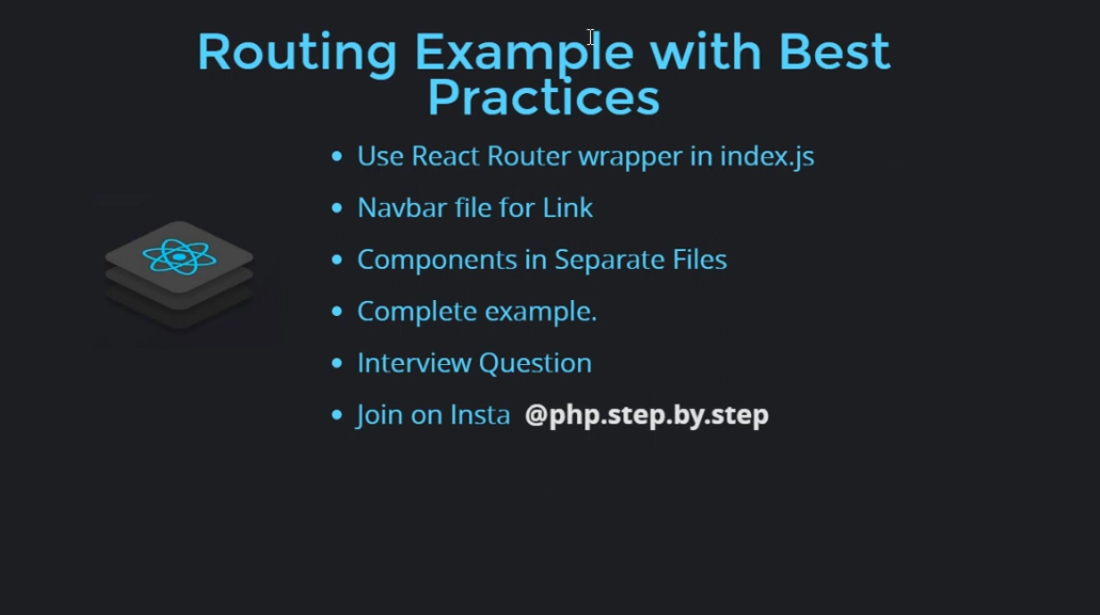 Routing Example with Best
Practices
• Use React Router wrapper in index.js
• Navbar file for Link
• Components in Separate Files
• Complete example.
• Interview Question
• Join on Insta @php.step.by.step